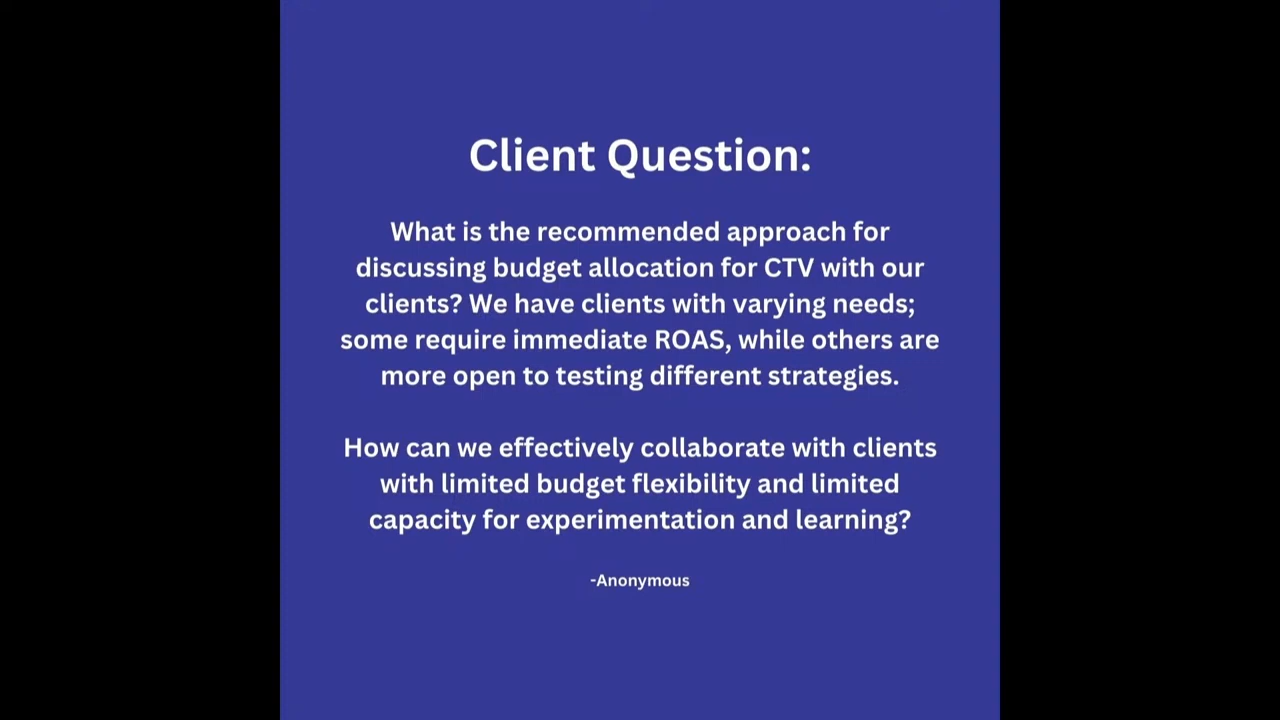 Client Question:
What is the recommended approach for
discussing budget allocation for CTV with our
clients? We have clients with varying needs;
some require immediate ROAS, while others are
more open to testing different strategies.
How can we effectively collaborate with clients
with limited budget flexibility and limited
capacity for experimentation and learning?
-Anonymous